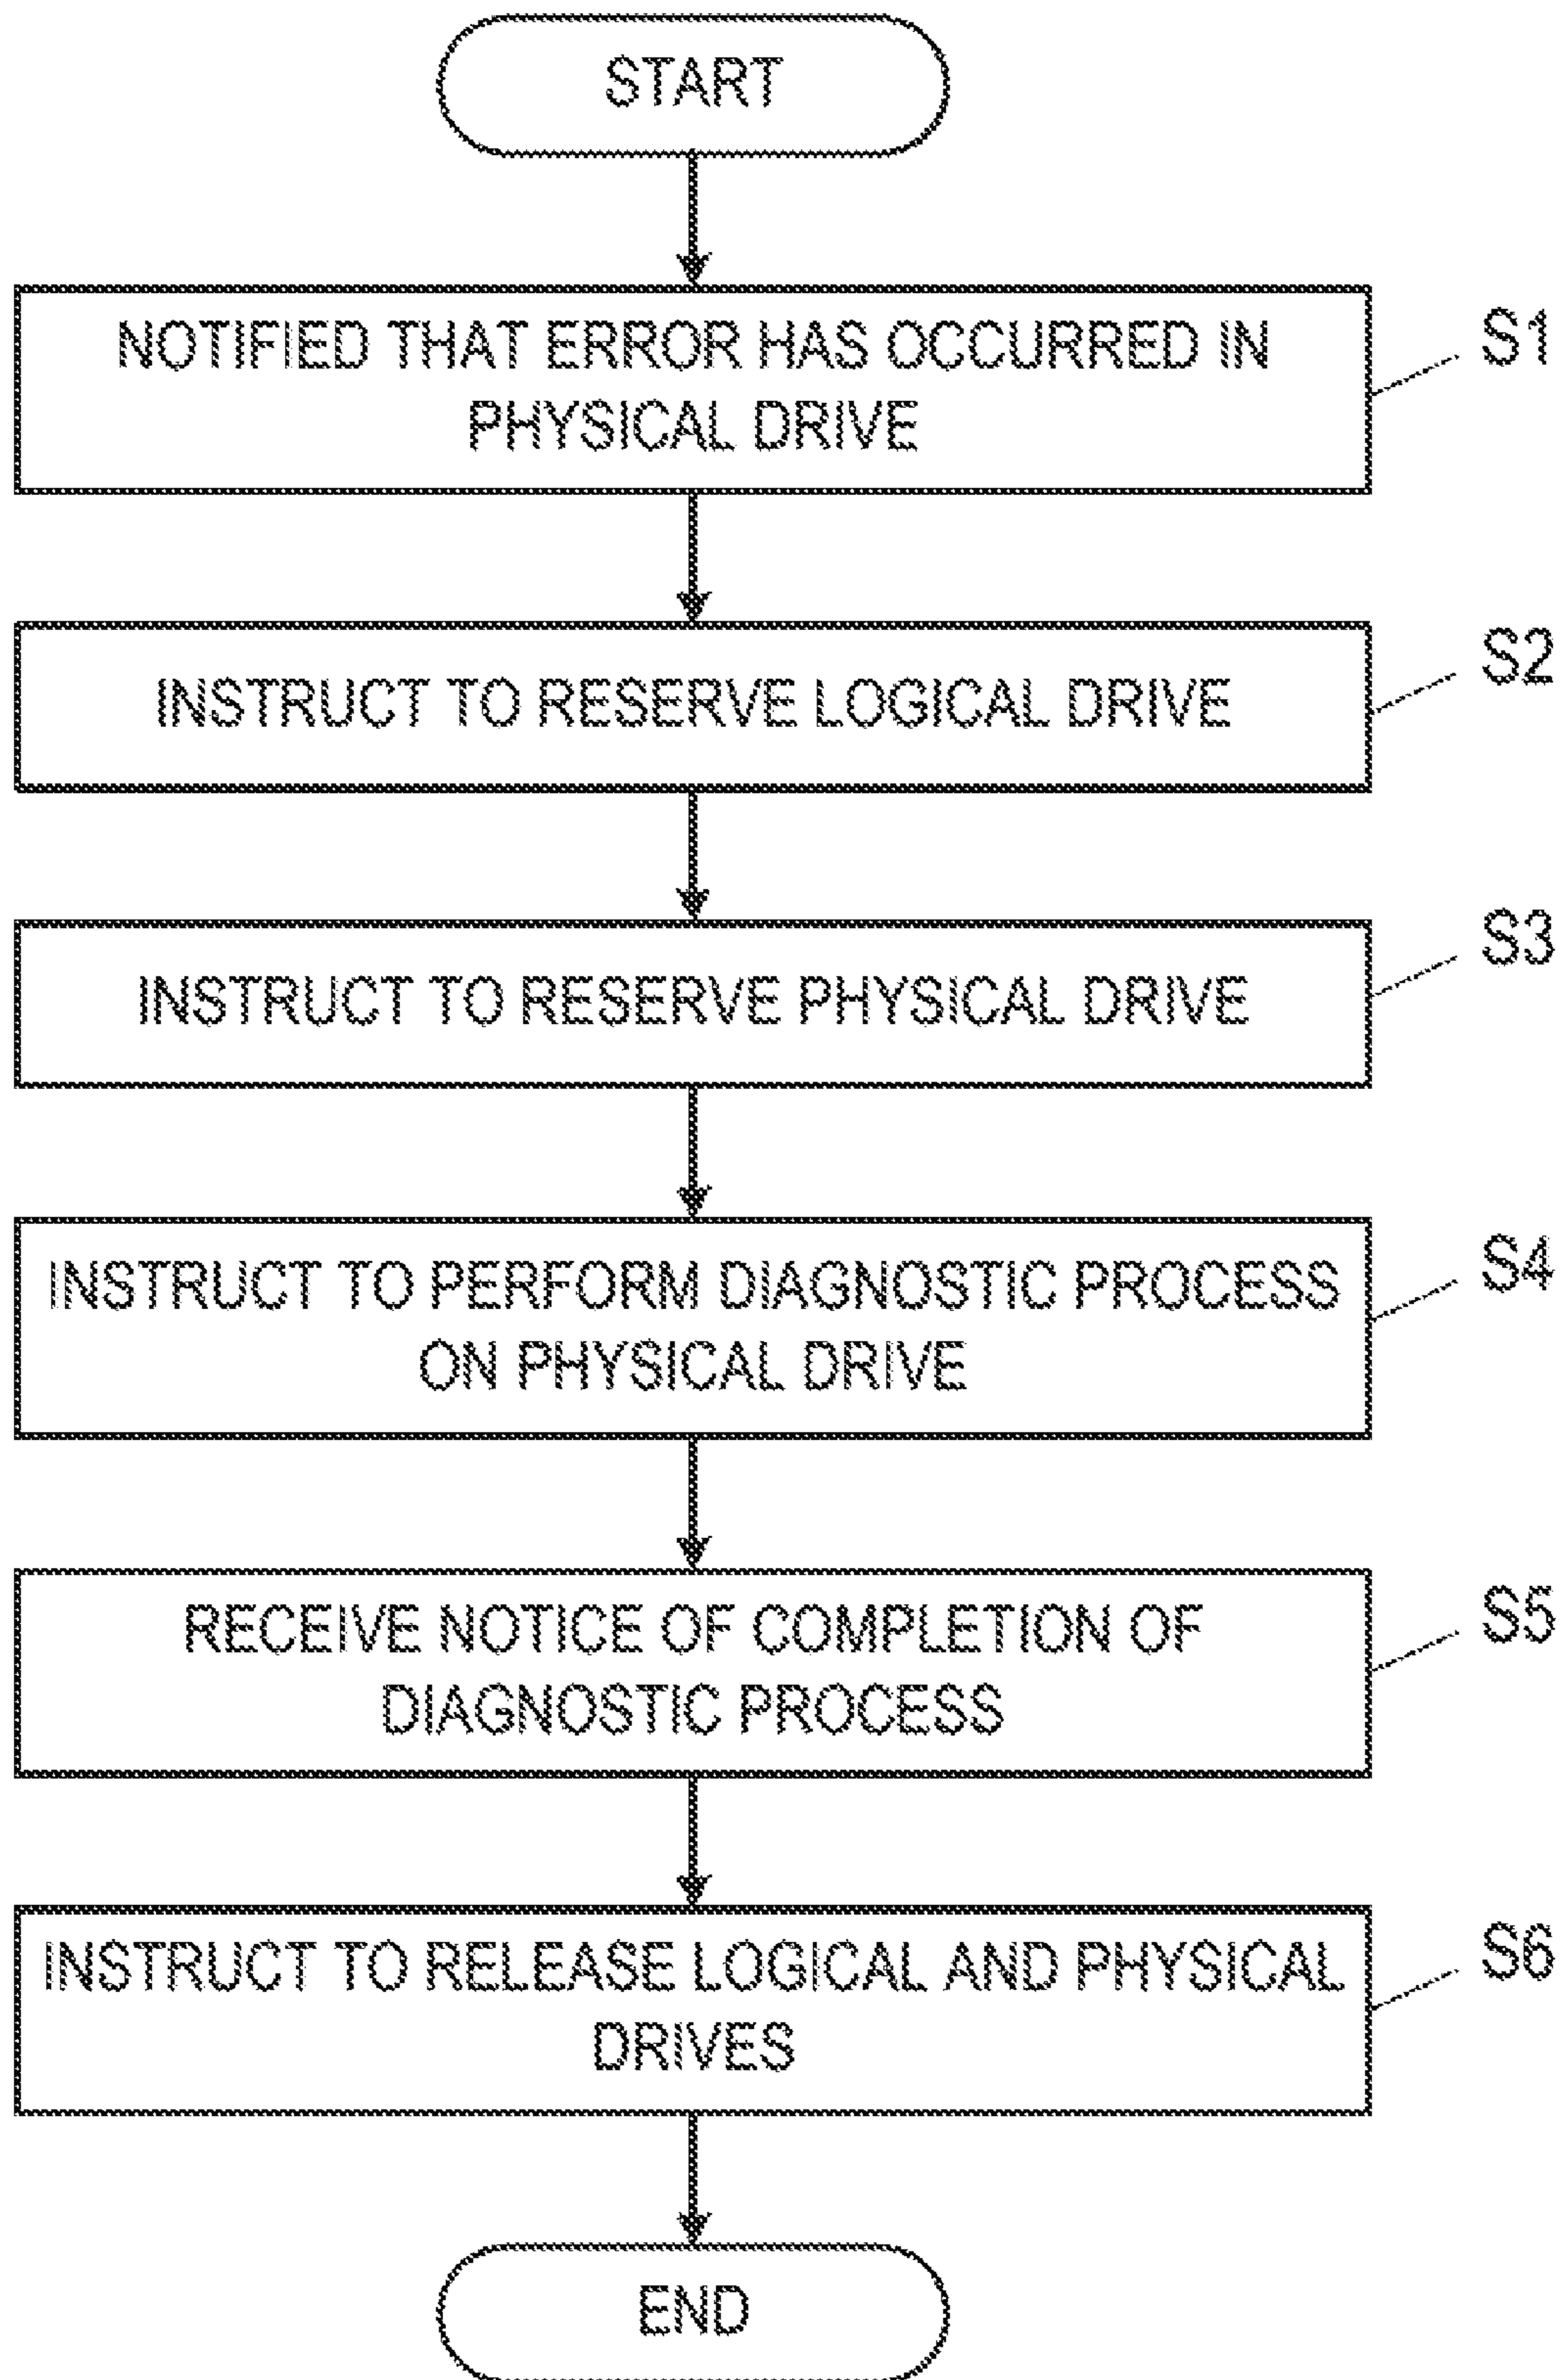 START
NOTIFIED THAT ERROR HAS OCCURRED IN
PHYSICAL DRIVE
S1
INSTRUCT TO RESERVE LOGICAL DRIVE
S2
INSTRUCT TO RESERVE PHYSICAL DRIVE
S3
INSTRUCT TO PERFORM DIAGNOSTIC PROCESS
ON PHYSICAL DRIVE
S4
RECEIVE NOTICE OF COMPLETION OF
DIAGNOSTIC PROCESS
S5
INSTRUCT TO RELEASE LOGICAL AND PHYSICAL
DRIVES
S6
END